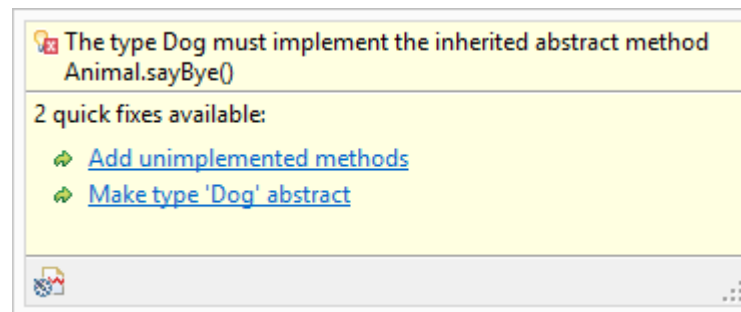 The type Dog must implement the inherited abstract method
Animal.sayBye()
2 quick fixes available:
Add unimplemented methods
Make type 'Dog' abstract